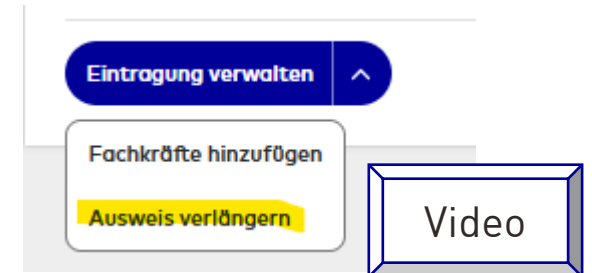 Eintragung verwalten
Fachkräfte hinzufügen
Ausweis verlängern
Video